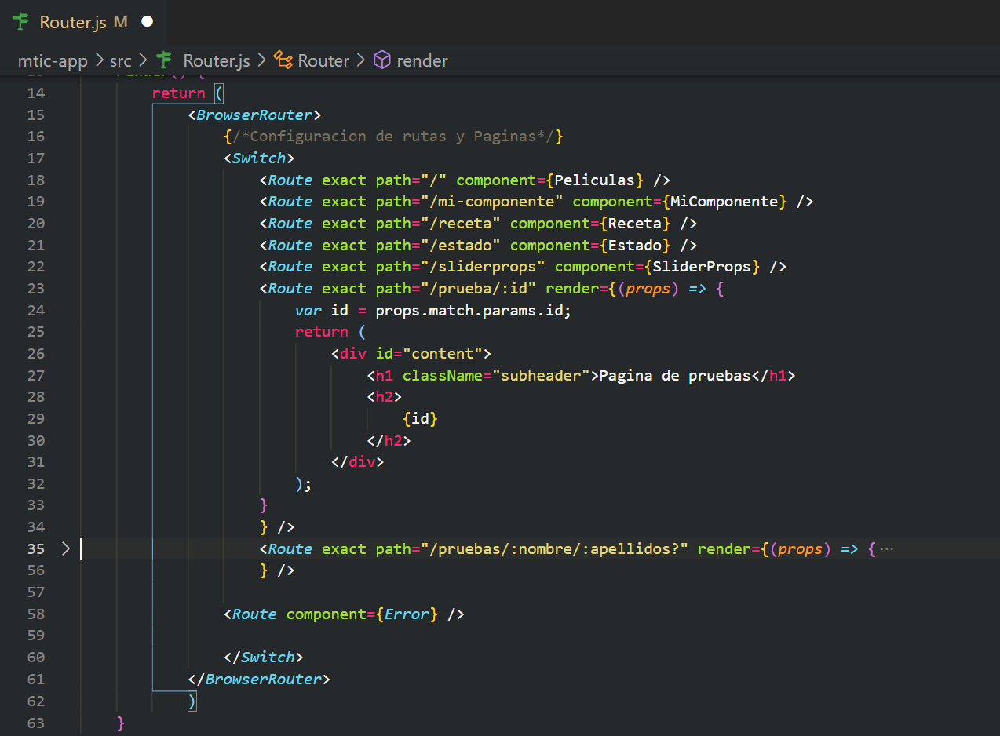 Router.js M
mtic-app > src > Router.js > Router > render
14 return (
15 <BrowserRouter>
16 {/*Configuracion de rutas y Paginas*/}
17 <Switch>
18 <Route exact path="/" component={Peliculas} />
19 <Route exact path="/mi-componente" component={MiComponente} />
20 <Route exact path="/receta" component={Receta} />
21 <Route exact path="/estado" component={Estado} />
22 <Route exact path="/sliderprops" component={SliderProps} />
23 <Route exact path="/prueba/:id" render={(props) => {
24 var id = props.match.params.id;
25 return (
26 <div id="content">
27 <h1 className="subheader">Pagina de pruebas</h1>
28 <h2>
29 {id}
30 </h2>
31 </div>
32 );
33 }
34 } />
35 <Route exact path="/pruebas/:nombre/:apellidos?" render={(props) => {···
56 } />
57
58 <Route component={Error} />
59
60 </Switch>
61 </BrowserRouter>
62 )
63 }